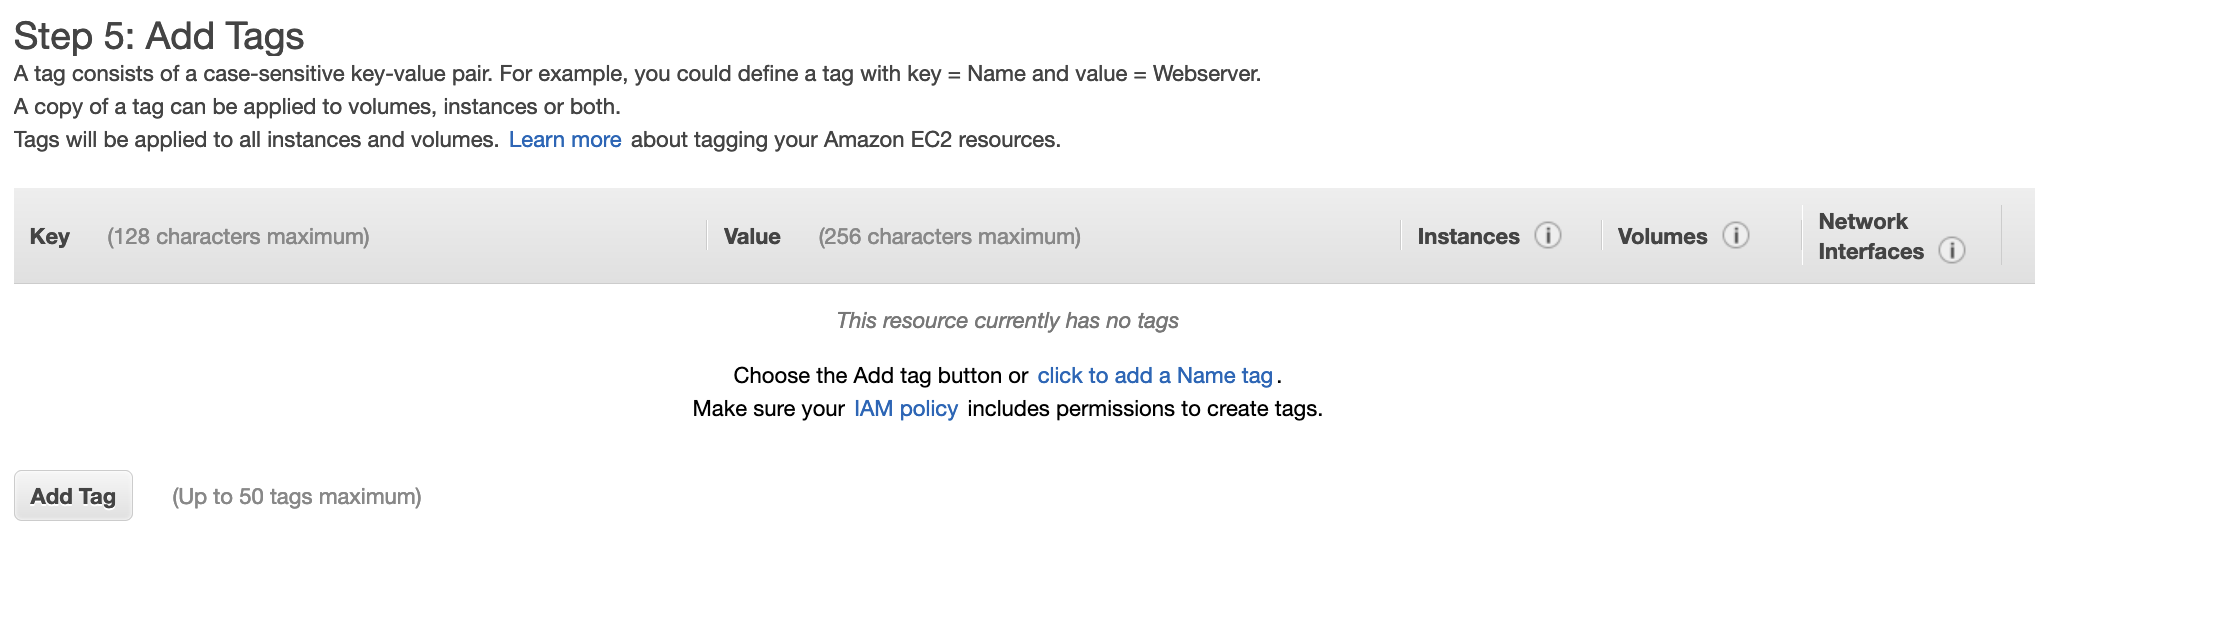 Step 5: Add Tags
A tag consists of a case-sensitive key-value pair. For example, you could define a tag with key = Name and value = Webserver.
A copy of a tag can be applied to volumes, instances or both.
Tags will be applied to all instances and volumes. Learn more about tagging your Amazon EC2 resources.
Key (128 characters maximum) Value (256 characters maximum) Instances Volumes Network Interfaces
This resource currently has no tags
Choose the Add tag button or click to add a Name tag.
Make sure your IAM policy includes permissions to create tags.
Add Tag (Up to 50 tags maximum)